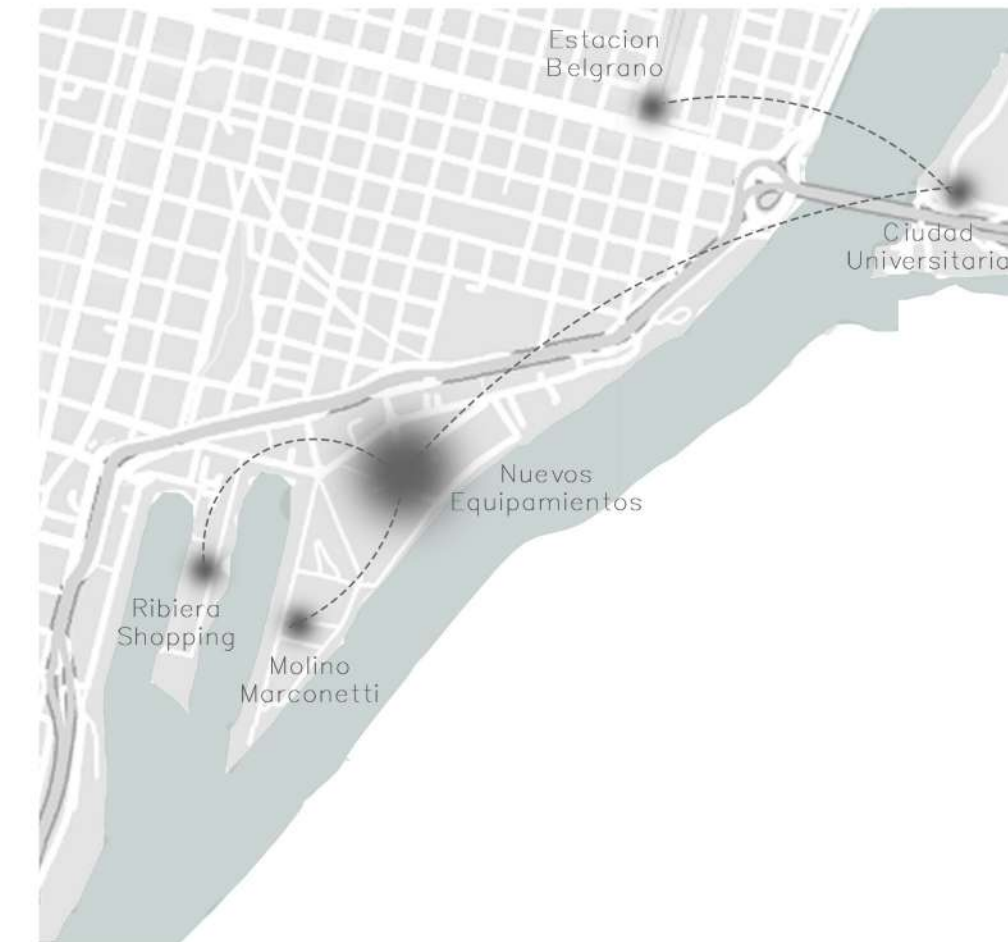 Estacion
Belgrano
Ciudad
Universitaria
Nuevos
Equipamientos
Ribiera
Shopping
Molino
Marconetti